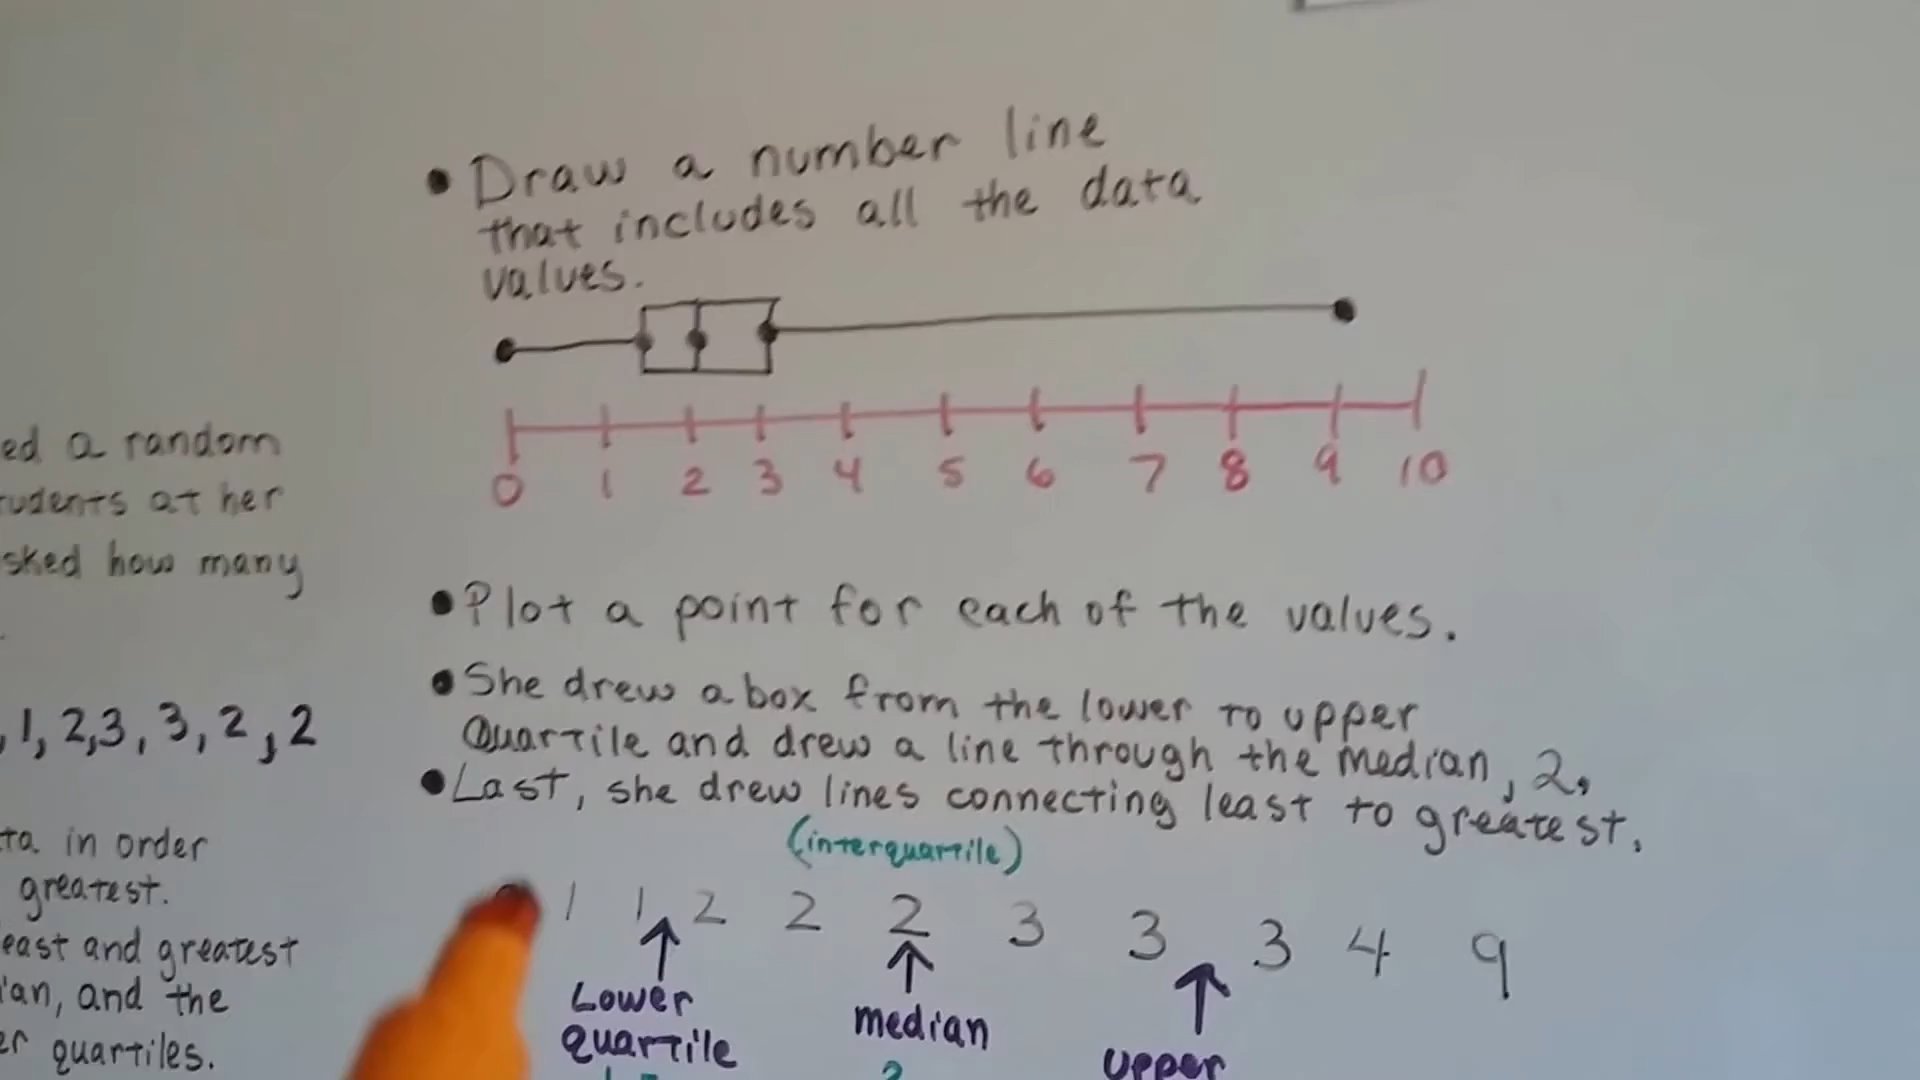 • Draw a number line
that includes all the data
values.
0 1 2 3 4 5 6 7 8 9 10
• Plot a point for each of the values.
• She drew a box from the lower to upper
Quartile and drew a line through the median, 2.
• Last, she drew lines connecting least to greatest.
(interquartile)
1 1 2 2 2 3 3 3 4 9
Lower
quartile
median
upper
ed a random
udents at her
sked how many
, 1, 2,3, 3, 2, 2
ta in order
greatest.
east and greatest
ian, and the
er quartiles.